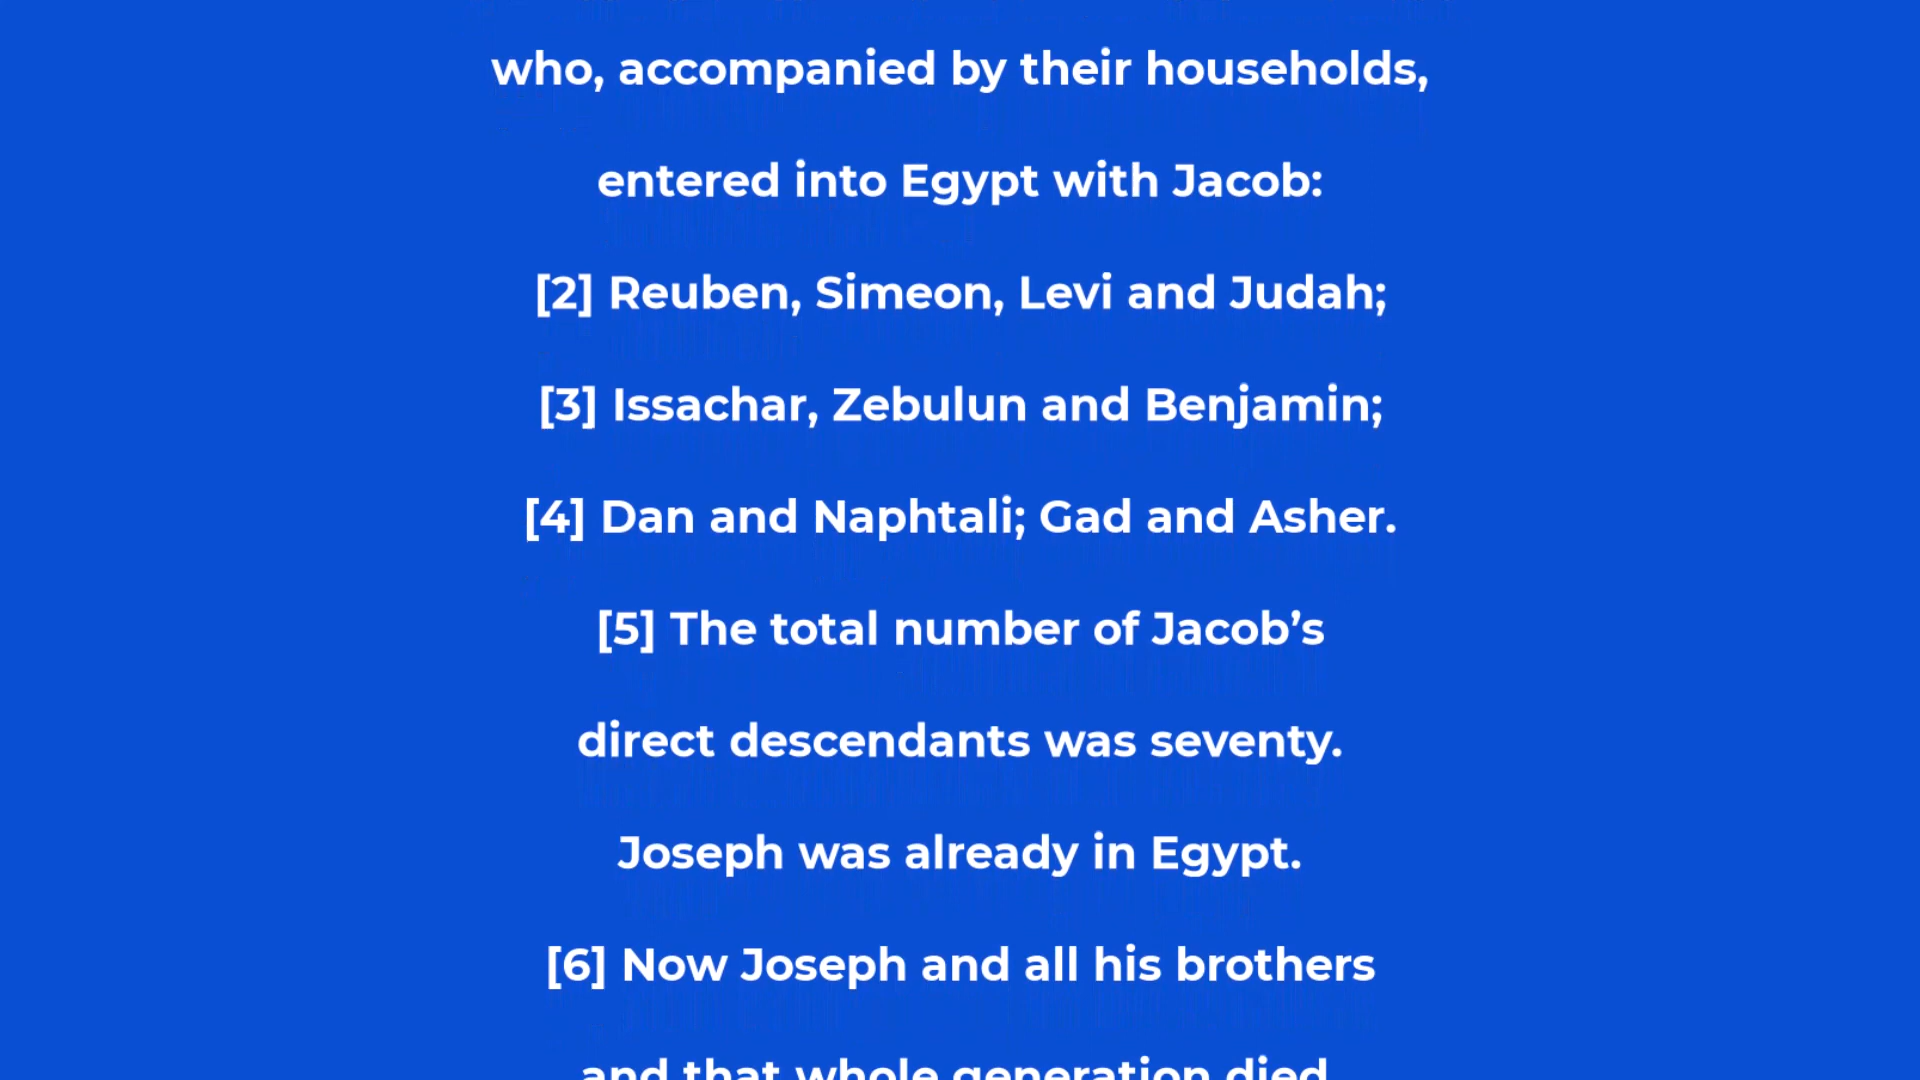 who, accompanied by their households,
entered into Egypt with Jacob:
[2] Reuben, Simeon, Levi and Judah;
[3] Issachar, Zebulun and Benjamin;
[4] Dan and Naphtali; Gad and Asher.
[5] The total number of Jacob’s
direct descendants was seventy.
Joseph was already in Egypt.
[6] Now Joseph and all his brothers
and that whole generation died